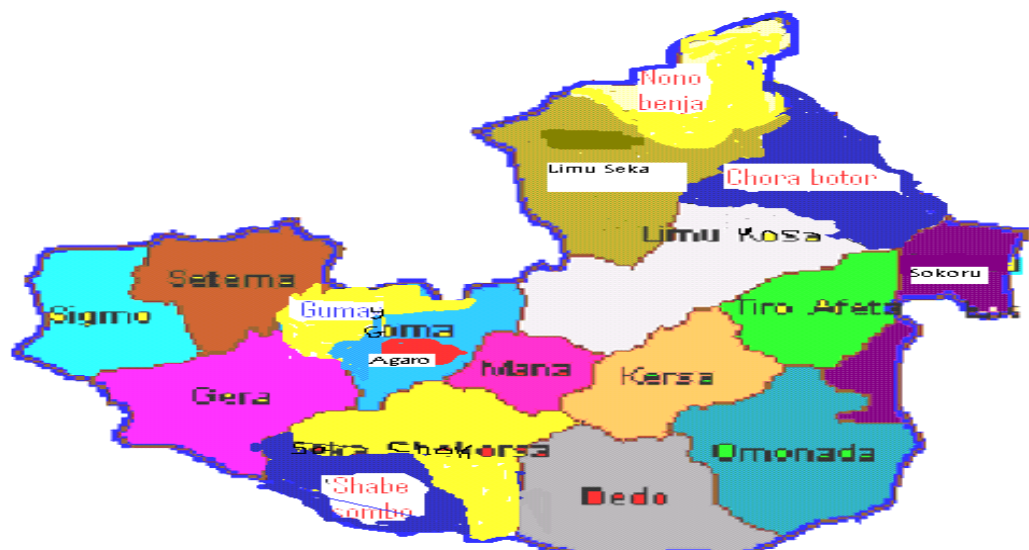 Nono
benja
Limu Seka
Chora botor
Limu Kosa
Setema
Sokoru
Sigmo
Gumay
Goma
Tiro Afeta
Agaro
Mana
Kersa
Gera
Seka Shekorsa
Omonada
Shabe
sombo
Dedo